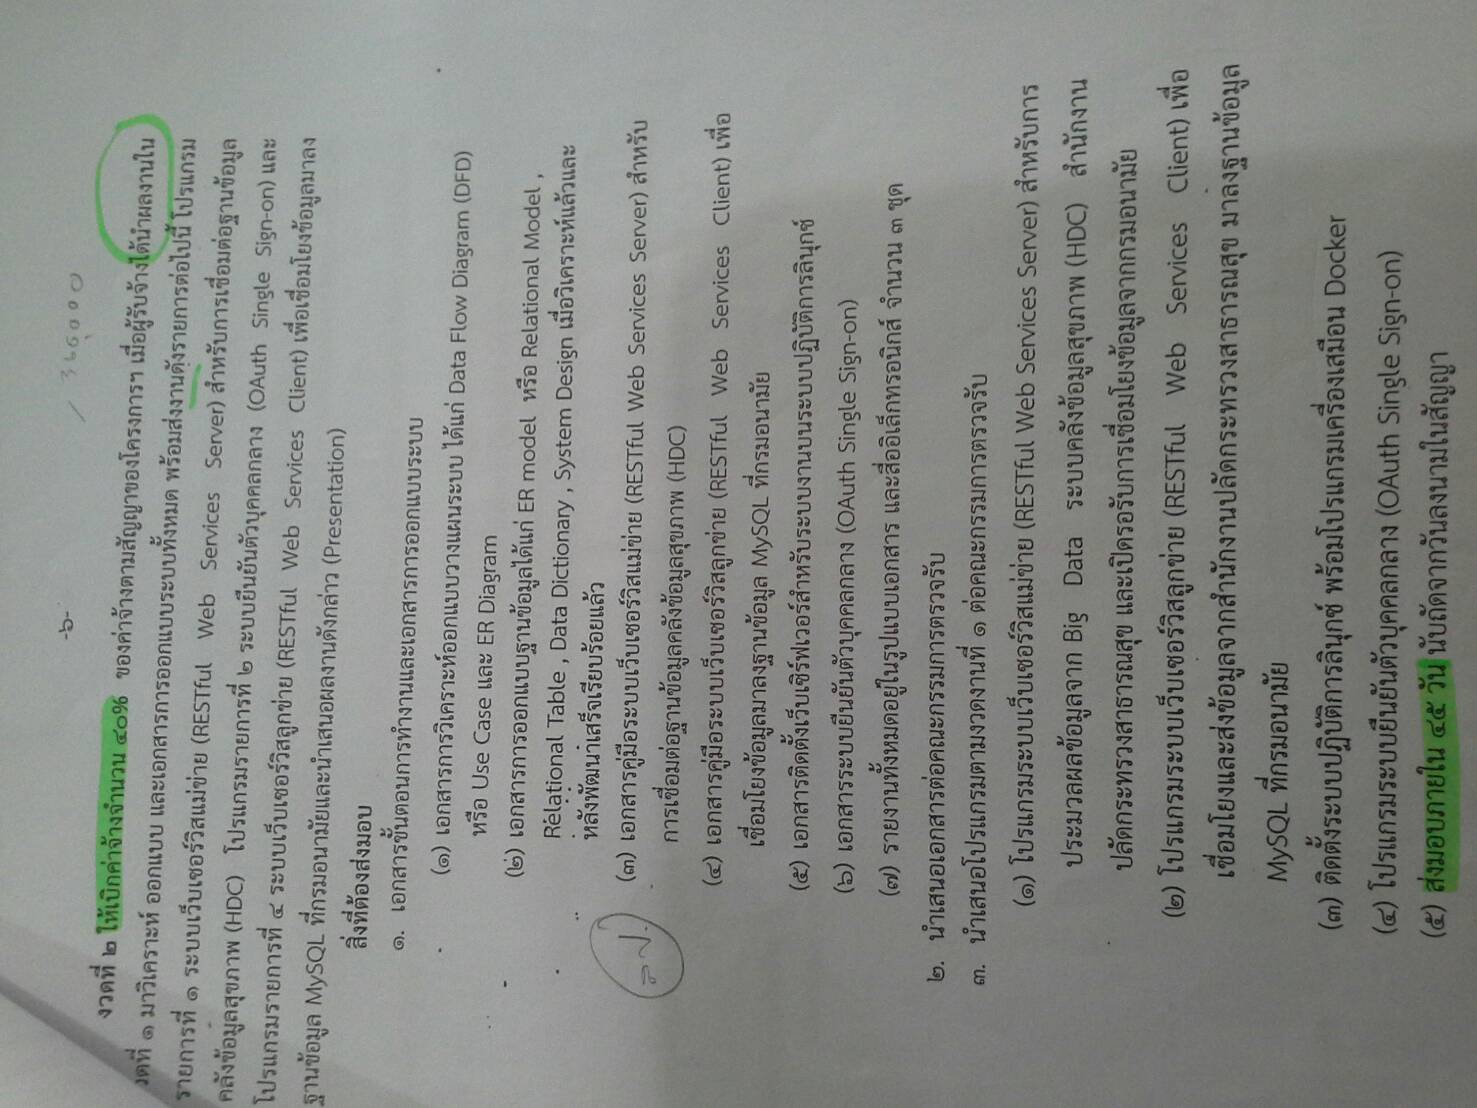 -๖-
งวดที่ ๒ ให้เบิกค่าจ้างจำนวน ๔๐% ของค่าจ้างตามสัญญาของโครงการฯ เมื่อผู้รับจ้างได้นำผลงานใน
วดที่ ๑ มาวิเคราะห์ ออกแบบ และเอกสารการออกแบบระบบทั้งหมด พร้อมส่งงานดังรายการต่อไปนี้ โปรแกรม
รายการที่ ๑ ระบบเว็บเซอร์วิสแม่ข่าย (RESTful Web Services Server) สำหรับการเชื่อมต่อฐานข้อมูล
คลังข้อมูลสุขภาพ (HDC) โปรแกรมรายการที่ ๒ ระบบยืนยันตัวบุคคลกลาง (OAuth Single Sign-on) และ
โปรแกรมรายการที่ ๔ ระบบเว็บเซอร์วิสลูกข่าย (RESTful Web Services Client) เพื่อเชื่อมโยงข้อมูลมาลง
ฐานข้อมูล MySQL ที่กรมอนามัยและนำเสนอผลงานดังกล่าว (Presentation)
สิ่งที่ต้องส่งมอบ
๑. เอกสารขั้นตอนการทำงานและเอกสารการออกแบบระบบ
(๑) เอกสารการวิเคราะห์ออกแบบวางแผนระบบ ได้แก่ Data Flow Diagram (DFD)
หรือ Use Case และ ER Diagram
(๒) เอกสารการออกแบบฐานข้อมูลได้แก่ ER model หรือ Relational Model ,
Relational Table , Data Dictionary , System Design เมื่อวิเคราะห์แล้วและ
หลังพัฒนาเสร็จเรียบร้อยแล้ว
(๓) เอกสารคู่มือระบบเว็บเซอร์วิสแม่ข่าย (RESTful Web Services Server) สำหรับ
การเชื่อมต่อฐานข้อมูลคลังข้อมูลสุขภาพ (HDC)
(๔) เอกสารคู่มือระบบเว็บเซอร์วิสลูกข่าย (RESTful Web Services Client) เพื่อ
เชื่อมโยงข้อมูลมาลงฐานข้อมูล MySQL ที่กรมอนามัย
(๕) เอกสารติดตั้งเว็บเซิร์ฟเวอร์สำหรับระบบงานบนระบบปฏิบัติการลินุกซ์
(๖) เอกสารระบบยืนยันตัวบุคคลกลาง (OAuth Single Sign-on)
(๗) รายงานทั้งหมดอยู่ในรูปแบบเอกสาร และสื่ออิเล็กทรอนิกส์ จำนวน ๓ ชุด
๒. นำเสนอเอกสารต่อคณะกรรมการตรวจรับ
๓. นำเสนอโปรแกรมตามงวดงานที่ ๑ ต่อคณะกรรมการตรวจรับ
(๑) โปรแกรมระบบเว็บเซอร์วิสแม่ข่าย (RESTful Web Services Server) สำหรับการ
ประมวลผลข้อมูลจาก Big Data ระบบคลังข้อมูลสุขภาพ (HDC) สำนักงาน
ปลัดกระทรวงสาธารณสุข และเปิดรอรับการเชื่อมโยงข้อมูลจากกรมอนามัย
(๒) โปรแกรมระบบเว็บเซอร์วิสลูกข่าย (RESTful Web Services Client) เพื่อ
เชื่อมโยงและส่งข้อมูลจากสำนักงานปลัดกระทรวงสาธารณสุข มาลงฐานข้อมูล
MySQL ที่กรมอนามัย
(๓) ติดตั้งระบบปฏิบัติการลินุกซ์ พร้อมโปรแกรมเครื่องเสมือน Docker
(๔) โปรแกรมระบบยืนยันตัวบุคคลกลาง (OAuth Single Sign-on)
(๕) ส่งมอบภายใน ๔๕ วัน นับถัดจากวันลงนามในสัญญา